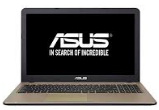 ASUS
IN SEARCH OF INCREDIBLE